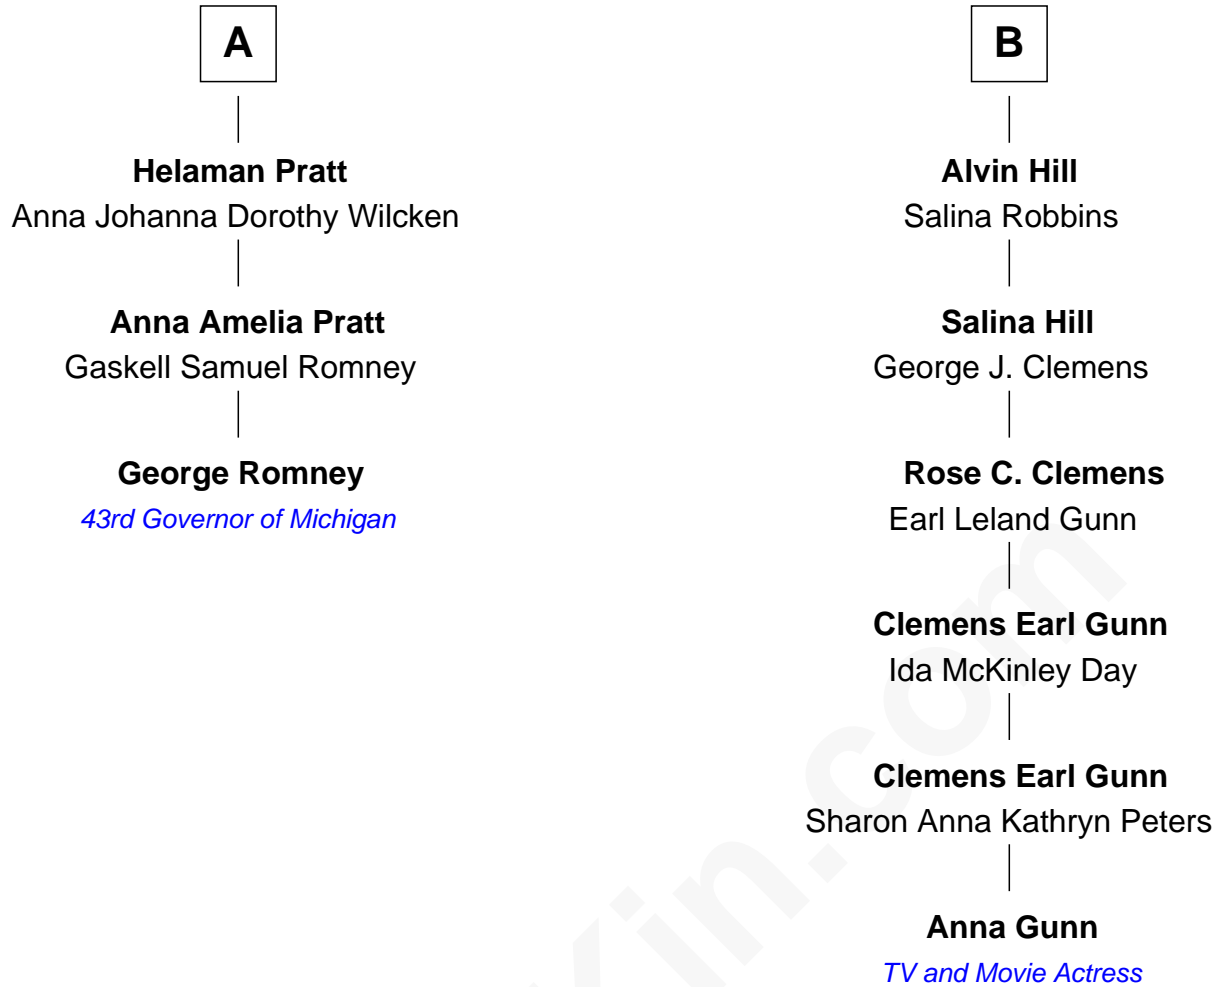 A
Helaman Pratt
Anna Johanna Dorothy Wilcken
Anna Amelia Pratt
Gaskell Samuel Romney
George Romney
43rd Governor of Michigan
B
Alvin Hill
Salina Robbins
Salina Hill
George J. Clemens
Rose C. Clemens
Earl Leland Gunn
Clemens Earl Gunn
Ida McKinley Day
Clemens Earl Gunn
Sharon Anna Kathryn Peters
Anna Gunn
TV and Movie Actress